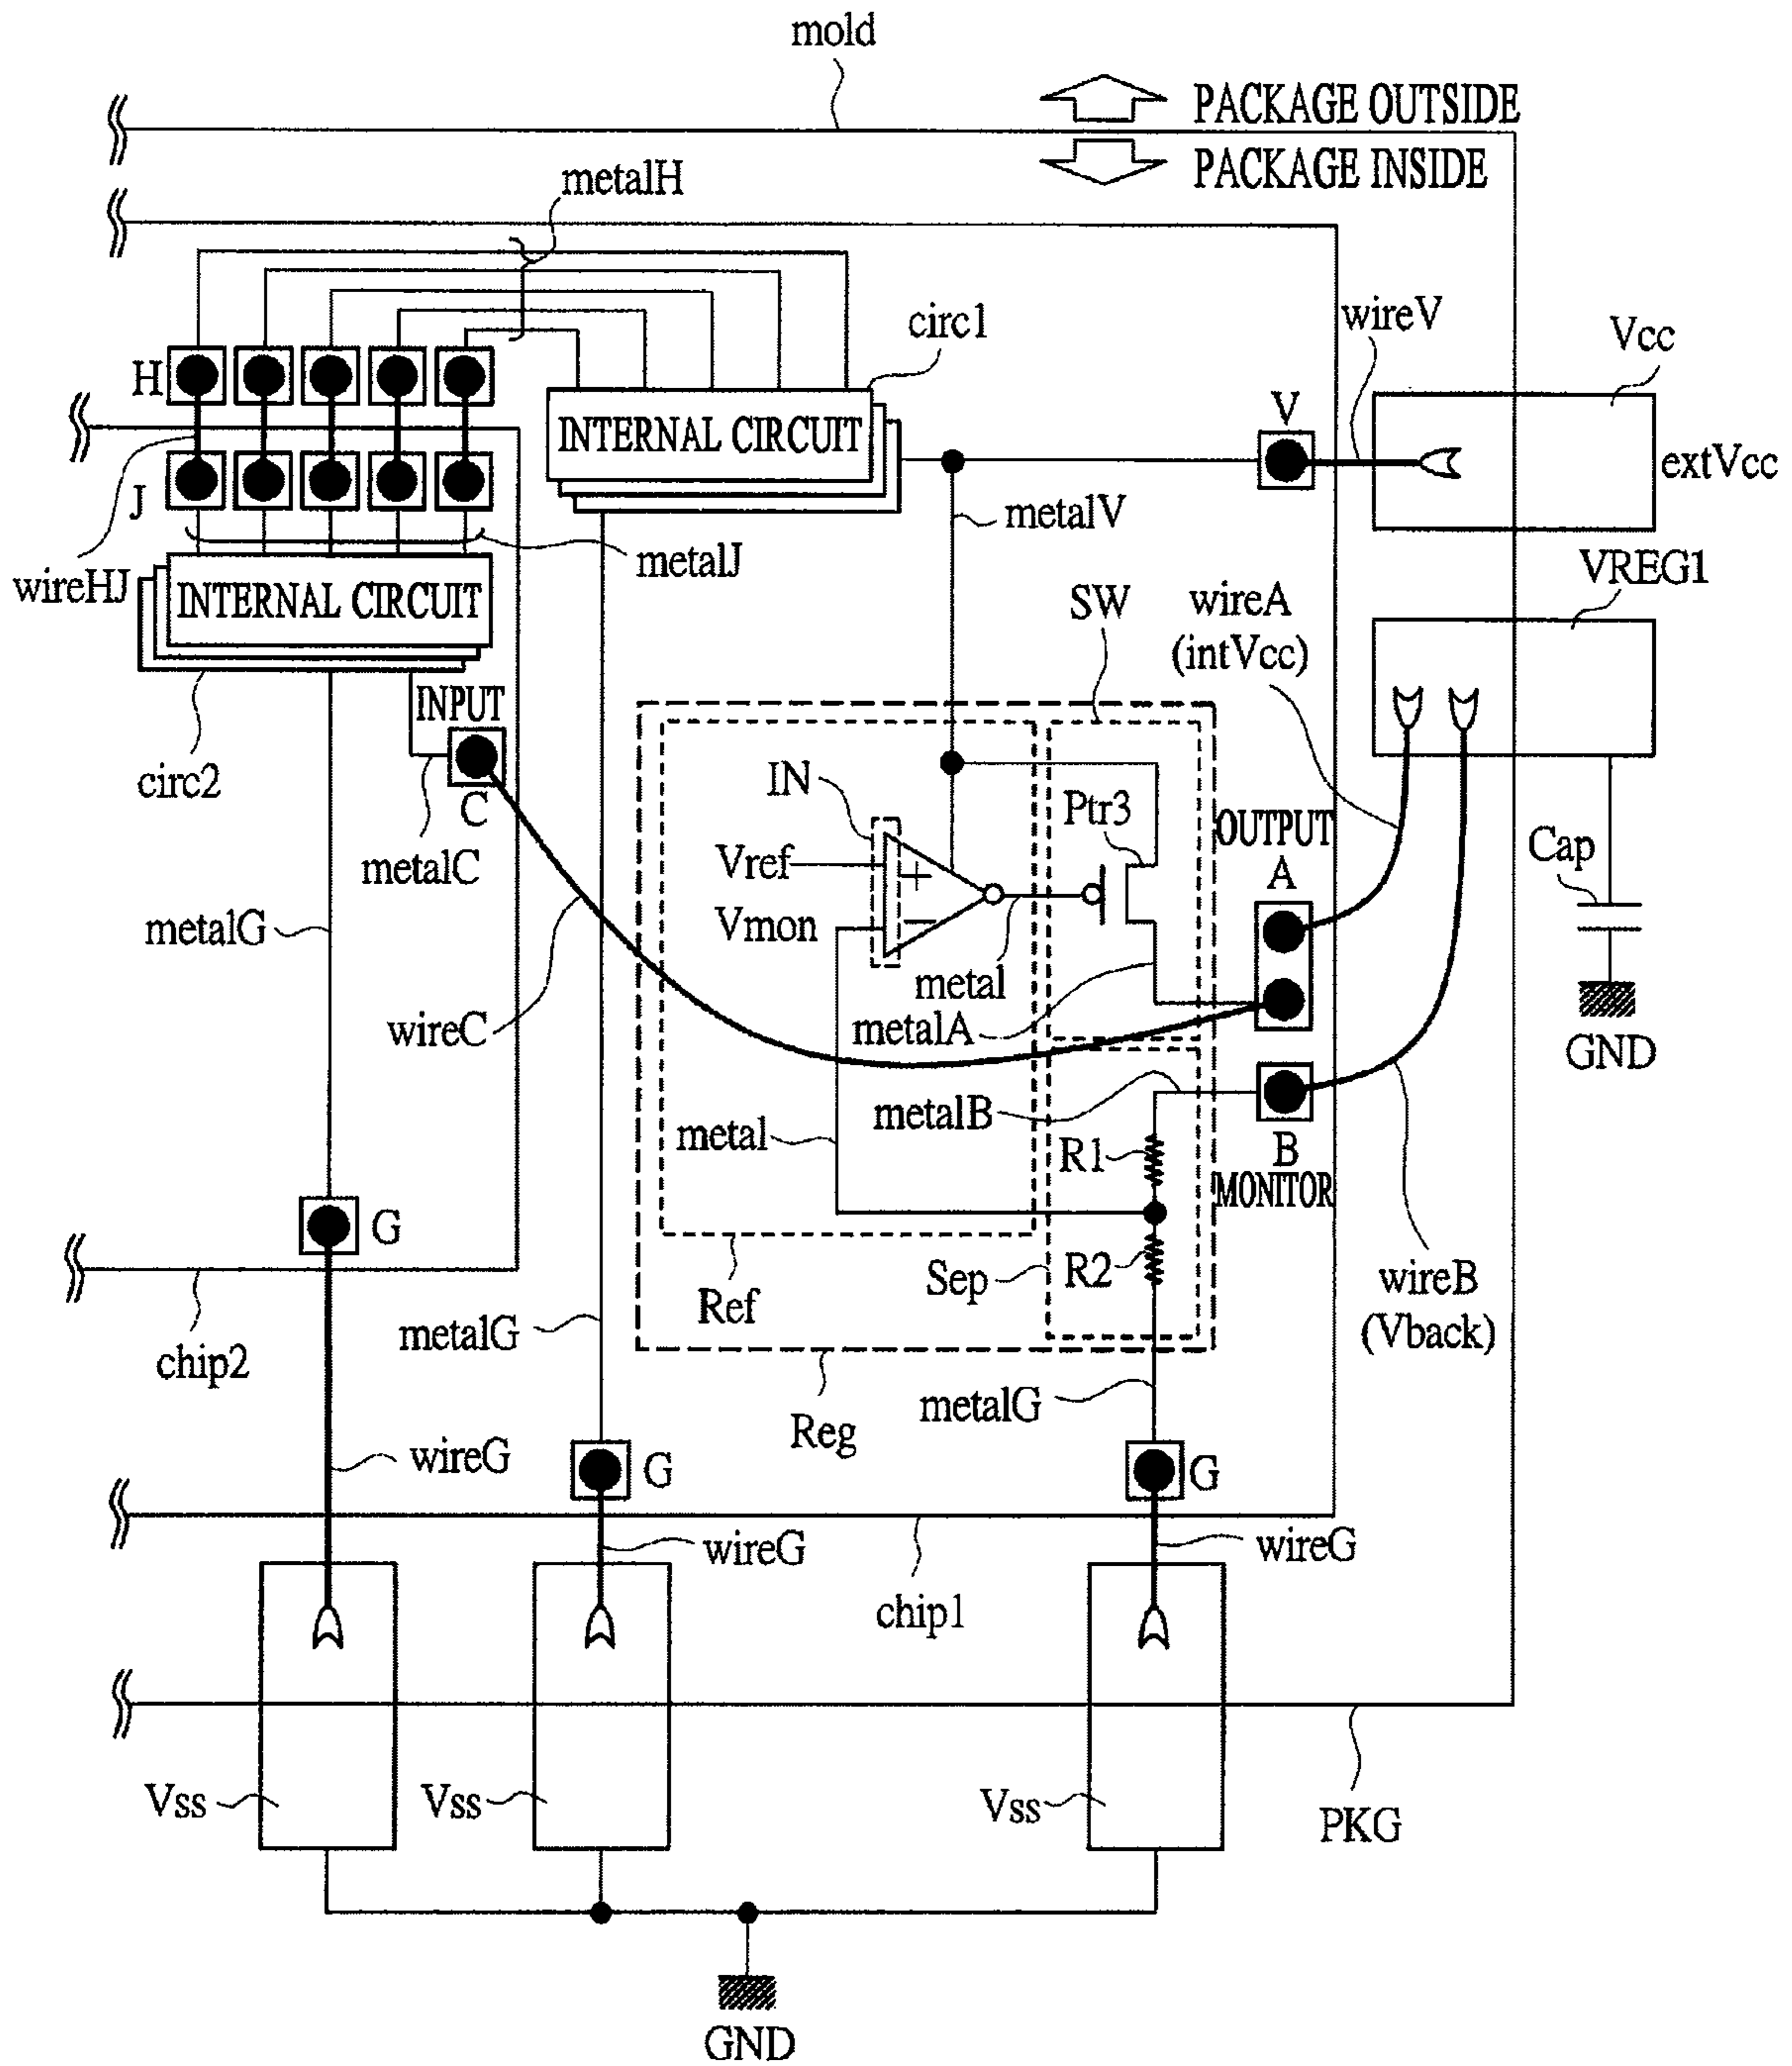 mold
PACKAGE OUTSIDE
PACKAGE INSIDE
metalH
circ1
wireV
Vcc
H
INTERNAL CIRCUIT
V
extVcc
J
metalV
metalJ
wireHJ
INTERNAL CIRCUIT
SW
wireA
(intVcc)
VREG1
INPUT
circ2
C
metalC
IN
Ptr3
OUTPUT
A
Vref
+
Vmon
−
Cap
metalG
metal
metalA
wireC
GND
metalB
metal
R1
B
MONITOR
G
Sep
R2
wireB
(Vback)
Ref
metalG
chip2
Reg
metalG
wireG
G
G
wireG
wireG
chip1
Vss
Vss
Vss
PKG
GND